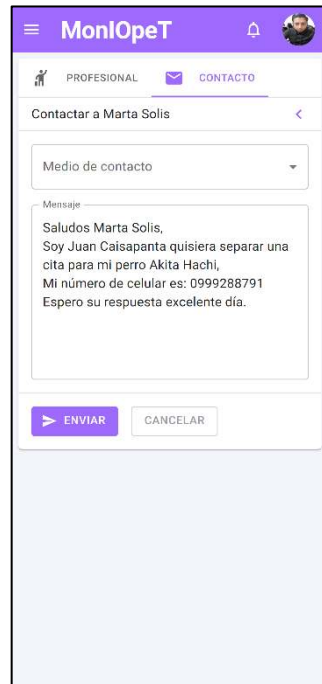 MonIOpeT
PROFESIONAL
CONTACTO
Contactar a Marta Solis
Medio de contacto
Mensaje
Saludos Marta Solis,
Soy Juan Caisapanta quisiera separar una
cita para mi perro Akita Hachi,
Mi número de celular es: 0999288791
Espero su respuesta excelente día.
ENVIAR
CANCELAR